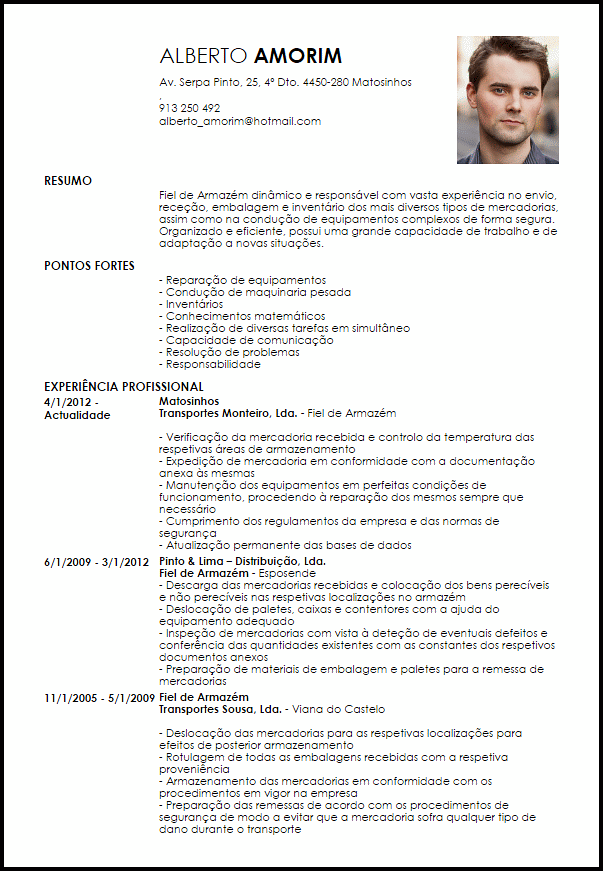 ALBERTO AMORIM
Av. Serpa Pinto, 25, 4º Dto. 4450-280 Matosinhos
.
913 250 492
alberto_amorim@hotmail.com
RESUMO
Fiel de Armazém dinâmico e responsável com vasta experiência no envio,
receção, embalagem e inventário dos mais diversos tipos de mercadorias,
assim como na condução de equipamentos complexos de forma segura.
Organizado e eficiente, possui uma grande capacidade de trabalho e de
adaptação a novas situações.
PONTOS FORTES
- Reparação de equipamentos
- Condução de maquinaria pesada
- Inventários
- Conhecimentos matemáticos
- Realização de diversas tarefas em simultâneo
- Capacidade de comunicação
- Resolução de problemas
- Responsabilidade
EXPERIÊNCIA PROFISSIONAL
4/1/2012 - Matosinhos
Actualidade Transportes Monteiro, Lda. - Fiel de Armazém
- Verificação da mercadoria recebida e controlo da temperatura das
respetivas áreas de armazenamento
- Expedição de mercadoria em conformidade com a documentação
anexa às mesmas
- Manutenção dos equipamentos em perfeitas condições de
funcionamento, procedendo à reparação dos mesmos sempre que
necessário
- Cumprimento dos regulamentos da empresa e das normas de
segurança
- Atualização permanente das bases de dados
6/1/2009 - 3/1/2012 Pinto & Lima – Distribuição, Lda.
Fiel de Armazém - Esposende
- Descarga das mercadorias recebidas e colocação dos bens perecíveis
e não perecíveis nas respetivas localizações no armazém
- Deslocação de paletes, caixas e contentores com a ajuda do
equipamento adequado
- Inspeção de mercadorias com vista à deteção de eventuais defeitos e
conferência das quantidades existentes com as constantes dos respetivos
documentos anexos
- Preparação de materiais de embalagem e paletes para a remessa de
mercadorias
11/1/2005 - 5/1/2009 Fiel de Armazém
Transportes Sousa, Lda. - Viana do Castelo
- Deslocação das mercadorias para as respetivas localizações para
efeitos de posterior armazenamento
- Rotulagem de todas as embalagens recebidas com a respetiva
proveniência
- Armazenamento das mercadorias em conformidade com os
procedimentos em vigor na empresa
- Preparação das remessas de acordo com os procedimentos de
segurança de modo a evitar que a mercadoria sofra qualquer tipo de
dano durante o transporte